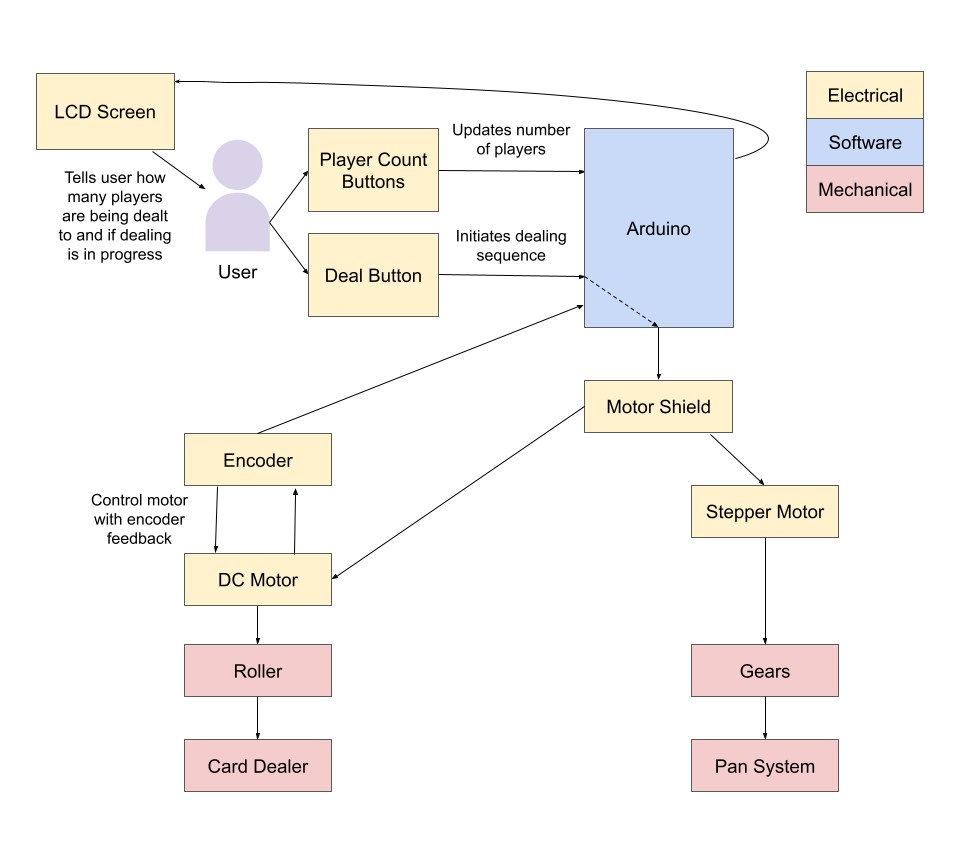 LCD Screen
Tells user how
many players
are being dealt
to and if dealing
is in progress
User
Player Count
Buttons
Deal Button
Updates number
of players
Initiates dealing
sequence
Arduino
Electrical
Software
Mechanical
Motor Shield
Encoder
Control motor
with encoder
feedback
DC Motor
Stepper Motor
Roller
Gears
Card Dealer
Pan System